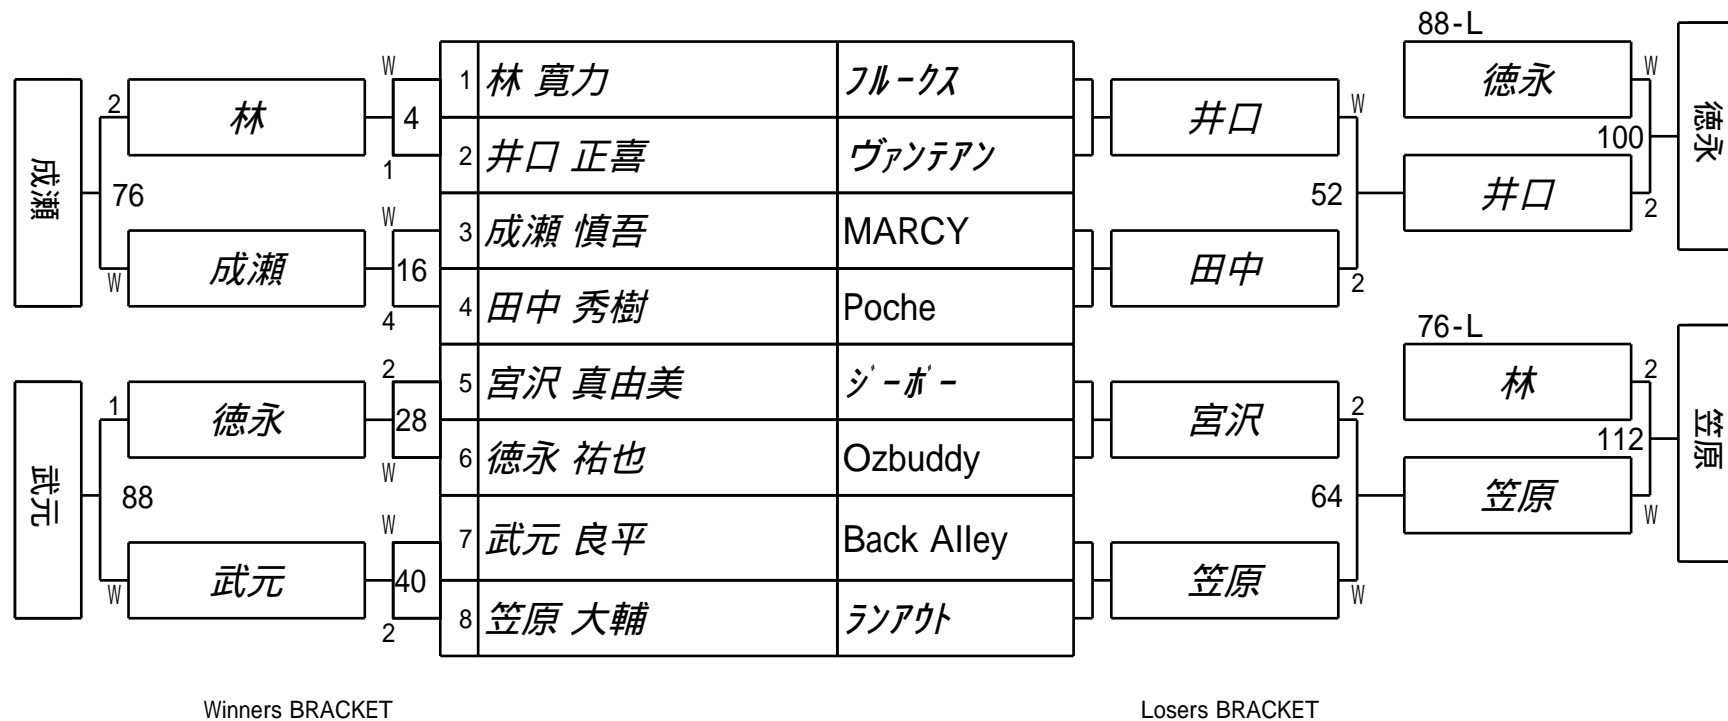 88-L
W
1 林 寛力 フルークス
徳永
W
2
林
4
井口
W
徳永
100
1
2 井口 正喜 ヴァンテアン
成瀬
76
52
井口
2
W
3 成瀬 慎吾 MARCY
成瀬
16
田中
W
2
4
4 田中 秀樹 Poche
76-L
2
5 宮沢 真由美 ジーボー
林
2
1
徳永
28
宮沢
2
笠原
112
W
6 徳永 祐也 Ozbuddy
武元
88
64
笠原
W
W
7 武元 良平 Back Alley
武元
40
笠原
W
W
2
8 笠原 大輔 ランアウト
Winners BRACKET
Losers BRACKET